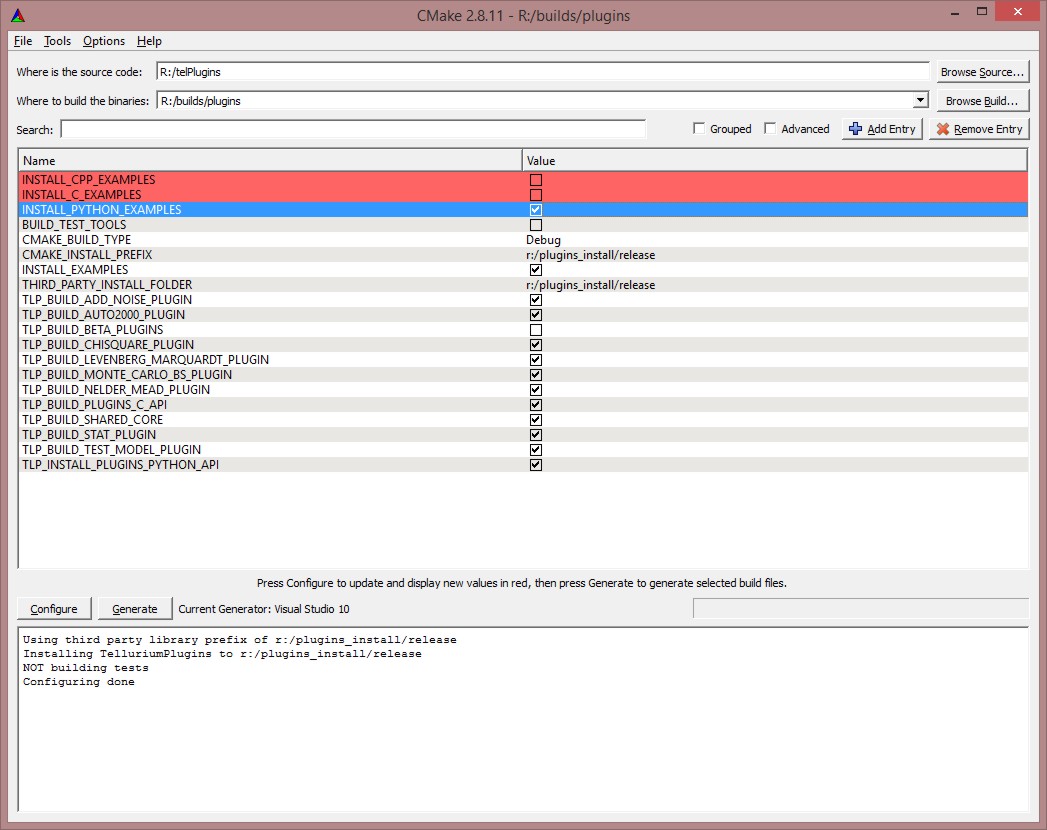 CMake 2.8.11 - R:/builds/plugins
File Tools Options Help
Where is the source code: R:/telPlugins Browse Source...
Where to build the binaries: R:/builds/plugins Browse Build...
Search: Grouped Advanced Add Entry Remove Entry
Name Value
INSTALL_CPP_EXAMPLES
INSTALL_C_EXAMPLES
INSTALL_PYTHON_EXAMPLES
BUILD_TEST_TOOLS
CMAKE_BUILD_TYPE Debug
CMAKE_INSTALL_PREFIX r:/plugins_install/release
INSTALL_EXAMPLES
THIRD_PARTY_INSTALL_FOLDER r:/plugins_install/release
TLP_BUILD_ADD_NOISE_PLUGIN
TLP_BUILD_AUTO2000_PLUGIN
TLP_BUILD_BETA_PLUGINS
TLP_BUILD_CHISQUARE_PLUGIN
TLP_BUILD_LEVENBERG_MARQUARDT_PLUGIN
TLP_BUILD_MONTE_CARLO_BS_PLUGIN
TLP_BUILD_NELDER_MEAD_PLUGIN
TLP_BUILD_PLUGINS_C_API
TLP_BUILD_SHARED_CORE
TLP_BUILD_STAT_PLUGIN
TLP_BUILD_TEST_MODEL_PLUGIN
TLP_INSTALL_PLUGINS_PYTHON_API
Press Configure to update and display new values in red, then press Generate to generate selected build files.
Configure Generate Current Generator: Visual Studio 10
Using third party library prefix of r:/plugins_install/release
Installing TelluriumPlugins to r:/plugins_install/release
NOT building tests
Configuring done